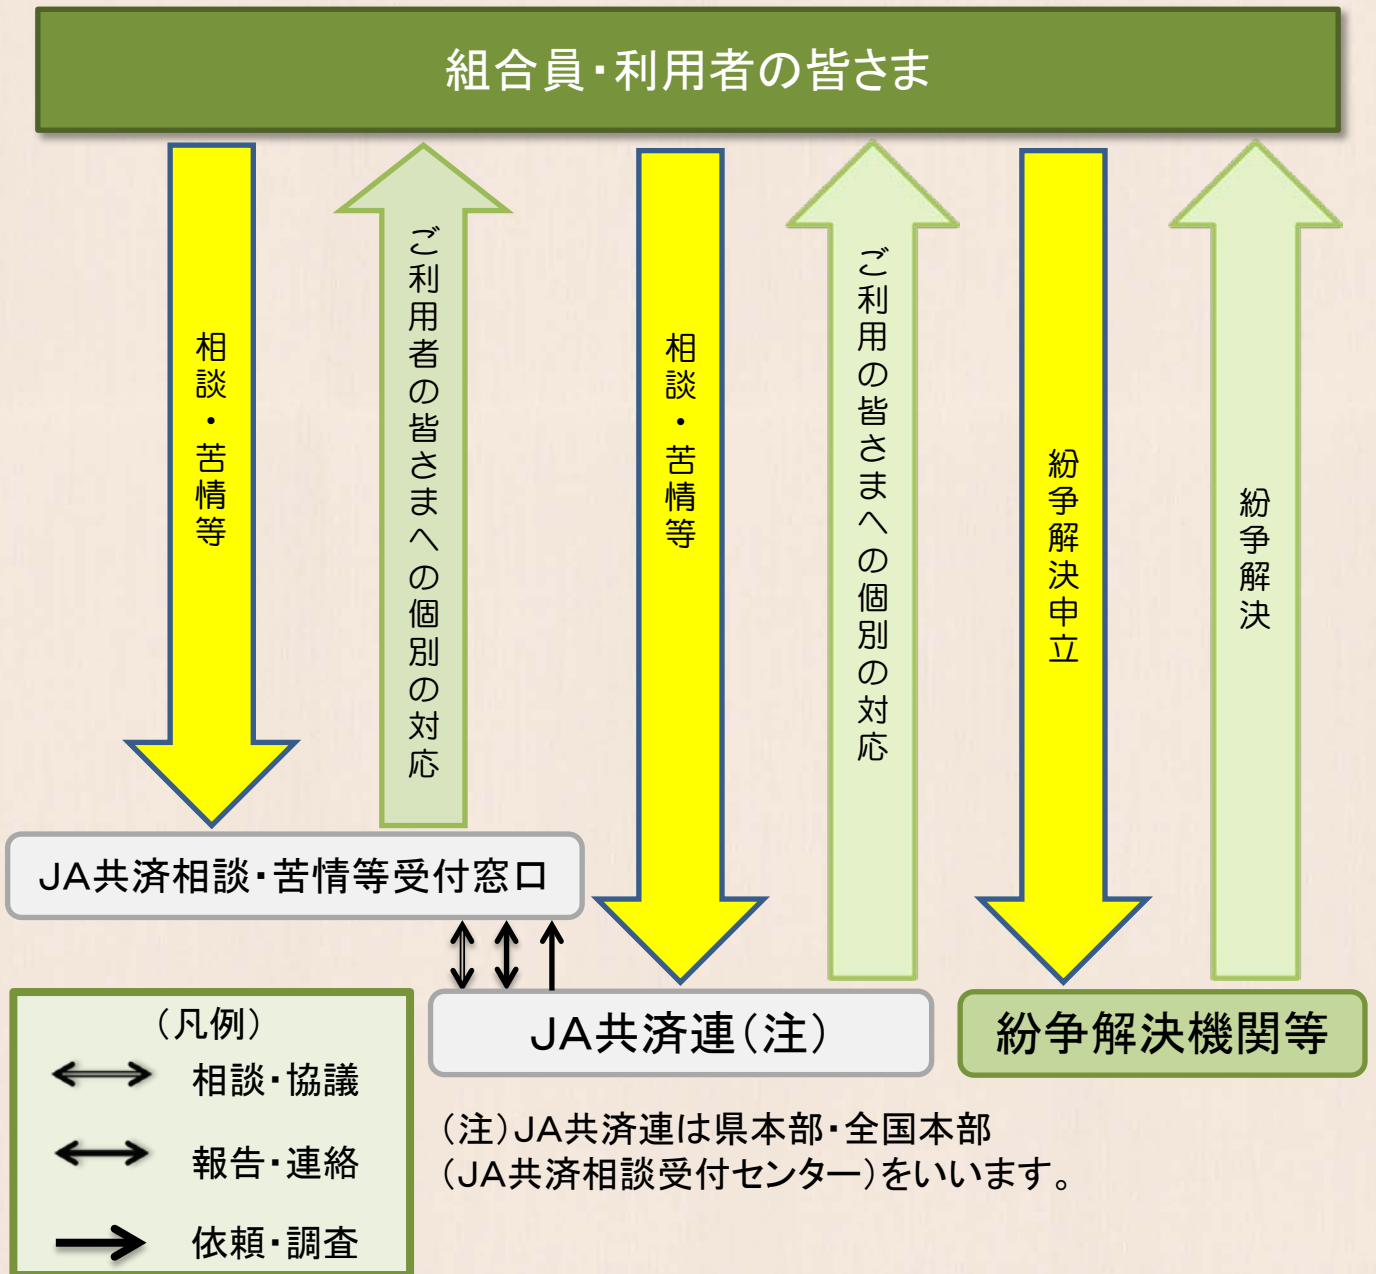 組合員・利用者の皆さま
相談・苦情等
ご利用者の皆さまへの個別の対応
相談・苦情等
ご利用の皆さまへの個別の対応
紛争解決申立
紛争解決
JA共済相談・苦情等受付窓口
JA共済連(注)
紛争解決機関等
(凡例)
相談・協議
報告・連絡
依頼・調査
(注)JA共済連は県本部・全国本部
(JA共済相談受付センター)をいいます。